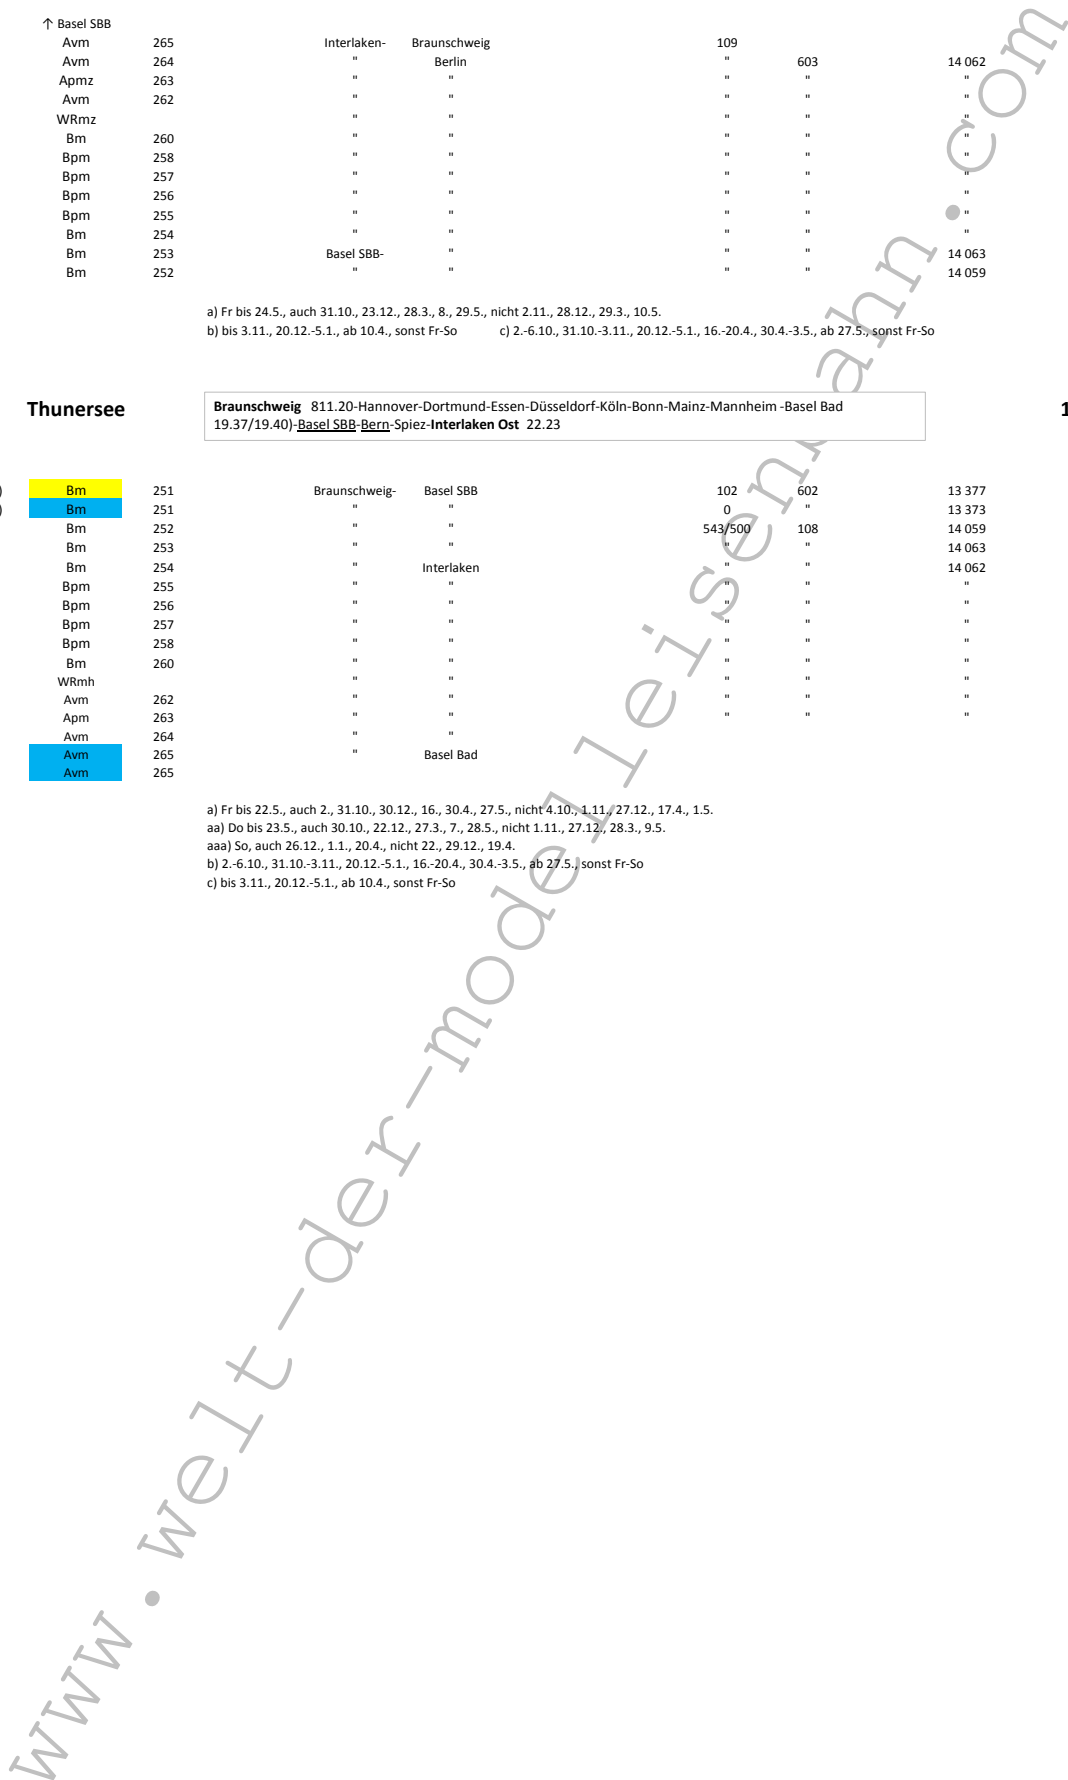 ↑ Basel SBB
Avm 265 Interlaken- Braunschweig 109
Avm 264 " Berlin " 603 14 062
Apmz 263 " " " " "
Avm 262 " " " " "
WRmz " " " " "
Bm 260 " " " " "
Bpm 258 " " " " "
Bpm 257 " " " " "
Bpm 256 " " " " "
Bpm 255 " " " " "
Bm 254 " " " " "
Bm 253 Basel SBB- " " " 14 063
Bm 252 " " " " 14 059
a) Fr bis 24.5., auch 31.10., 23.12., 28.3., 8., 29.5., nicht 2.11., 28.12., 29.3., 10.5.
b) bis 3.11., 20.12.-5.1., ab 10.4., sonst Fr-So c) 2.-6.10., 31.10.-3.11., 20.12.-5.1., 16.-20.4., 30.4.-3.5., ab 27.5., sonst Fr-So
Thunersee Braunschweig 811.20-Hannover-Dortmund-Essen-Düsseldorf-Köln-Bonn-Mainz-Mannheim -Basel Bad 1
19.37/19.40)-Basel SBB-Bern-Spiez-Interlaken Ost 22.23
) Bm 251 Braunschweig- Basel SBB 102 602 13 377
) Bm 251 " " 0 " 13 373
Bm 252 " " 543/500 108 14 059
Bm 253 " " " " 14 063
Bm 254 " Interlaken " " 14 062
Bpm 255 " " " " "
Bpm 256 " " " " "
Bpm 257 " " " " "
Bpm 258 " " " " "
Bm 260 " " " " "
WRmh " " " " "
Avm 262 " " " " "
Apm 263 " " " " "
Avm 264 " "
Avm 265 " Basel Bad
Avm 265
a) Fr bis 22.5., auch 2., 31.10., 30.12., 16., 30.4., 27.5., nicht 4.10., 1.11., 27.12., 17.4., 1.5.
aa) Do bis 23.5., auch 30.10., 22.12., 27.3., 7., 28.5., nicht 1.11., 27.12., 28.3., 9.5.
aaa) So, auch 26.12., 1.1., 20.4., nicht 22., 29.12., 19.4.
b) 2.-6.10., 31.10.-3.11., 20.12.-5.1., 16.-20.4., 30.4.-3.5., ab 27.5., sonst Fr-So
c) bis 3.11., 20.12.-5.1., ab 10.4., sonst Fr-So
www.welt-der-modelleisenbahn.com